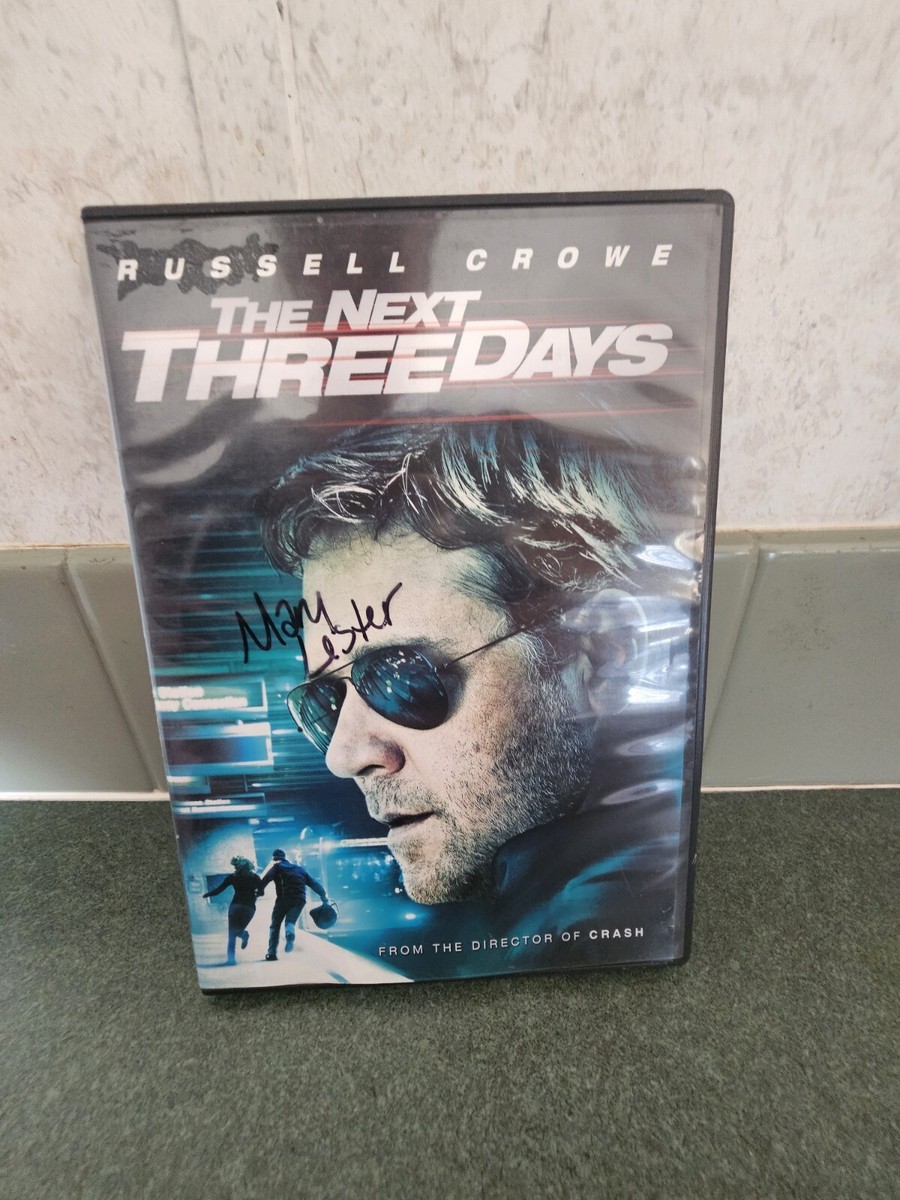 RUSSELL CROWE
THE NEXT
THREE DAYS
Mary
Lester
FROM THE DIRECTOR OF CRASH